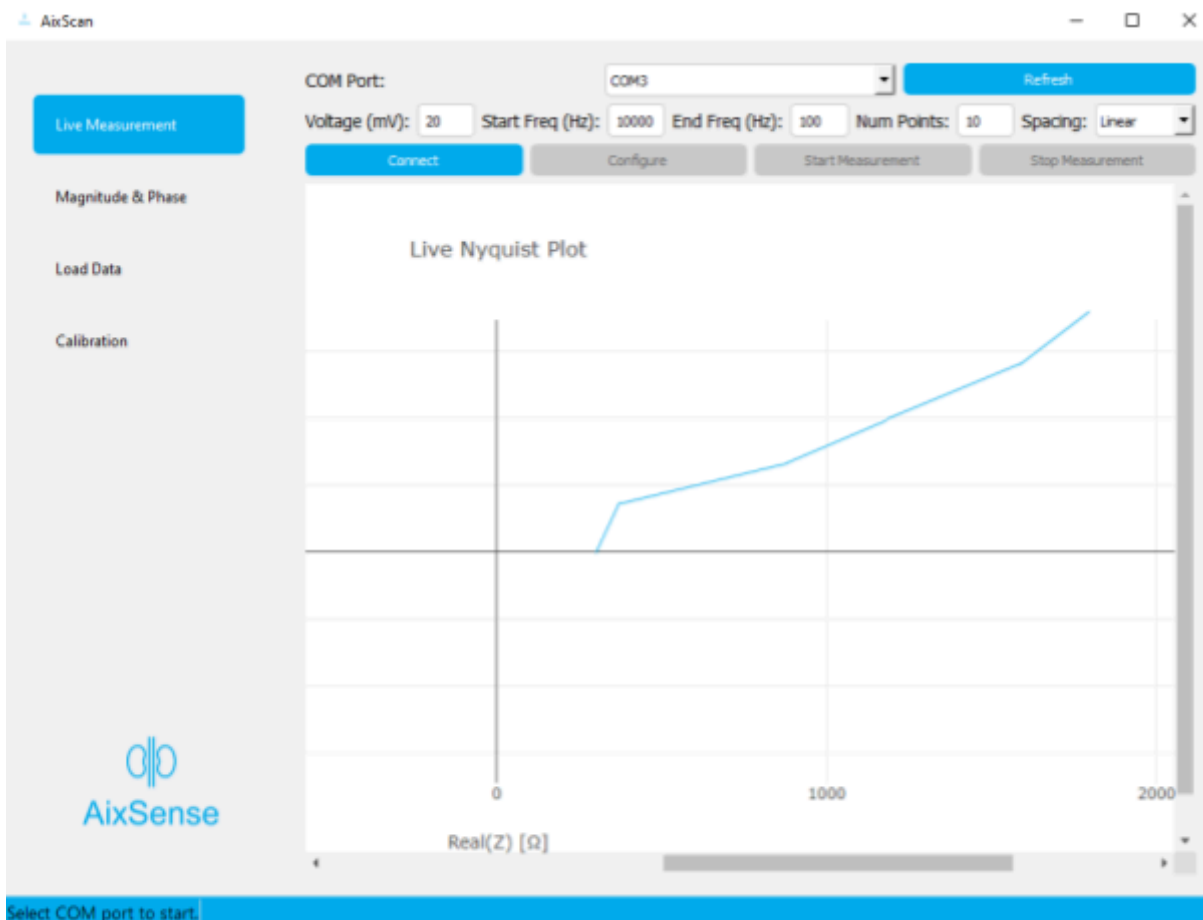 AixScan
COM Port: COM3 Refresh
Voltage (mV): 20 Start Freq (Hz): 10000 End Freq (Hz): 100 Num Points: 10 Spacing: Linear
Connect Configure Start Measurement Stop Measurement
Live Measurement
Magnitude & Phase
Load Data
Calibration
Live Nyquist Plot
0 1000 2000
Real(Z) [Ω]
AixSense
Select COM port to start.